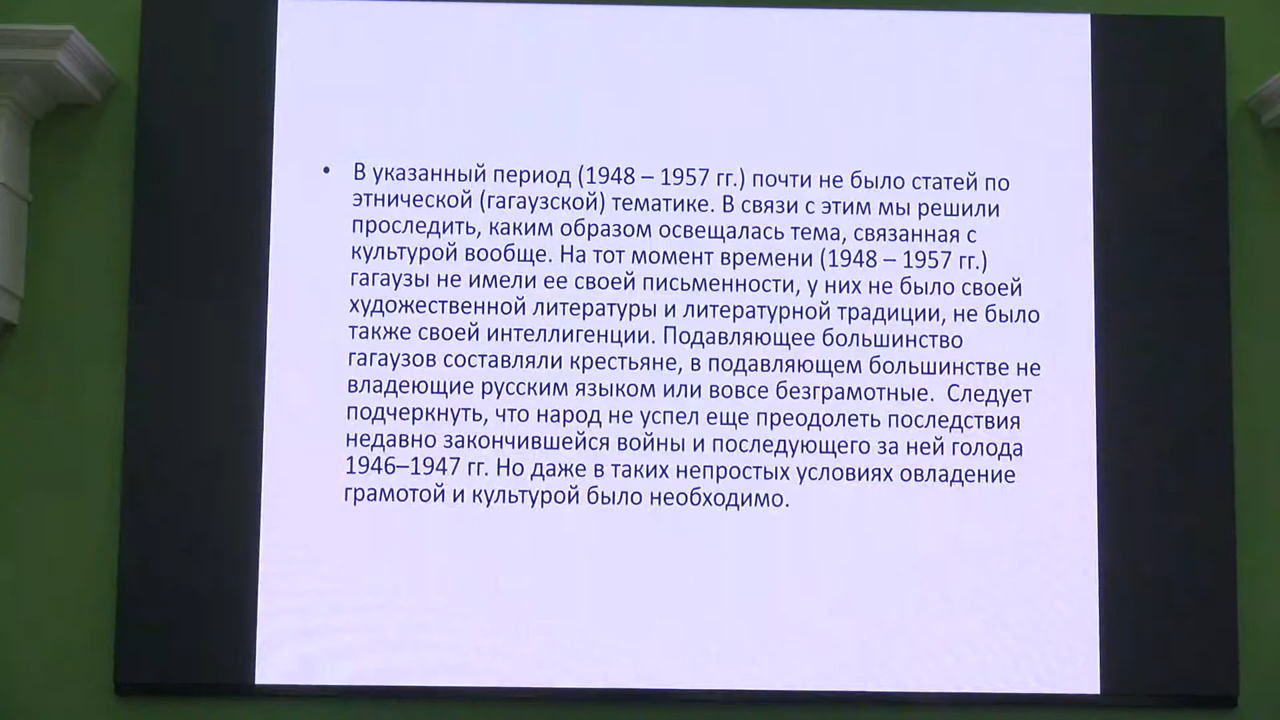 • В указанный период (1948 – 1957 гг.) почти не было статей по
этнической (гагаузской) тематике. В связи с этим мы решили
проследить, каким образом освещалась тема, связанная с
культурой вообще. На тот момент времени (1948 – 1957 гг.)
гагаузы не имели ее своей письменности, у них не было своей
художественной литературы и литературной традиции, не было
также своей интеллигенции. Подавляющее большинство
гагаузов составляли крестьяне, в подавляющем большинстве не
владеющие русским языком или вовсе безграмотные.  Следует
подчеркнуть, что народ не успел еще преодолеть последствия
недавно закончившейся войны и последующего за ней голода
1946–1947 гг. Но даже в таких непростых условиях овладение
грамотой и культурой было необходимо.